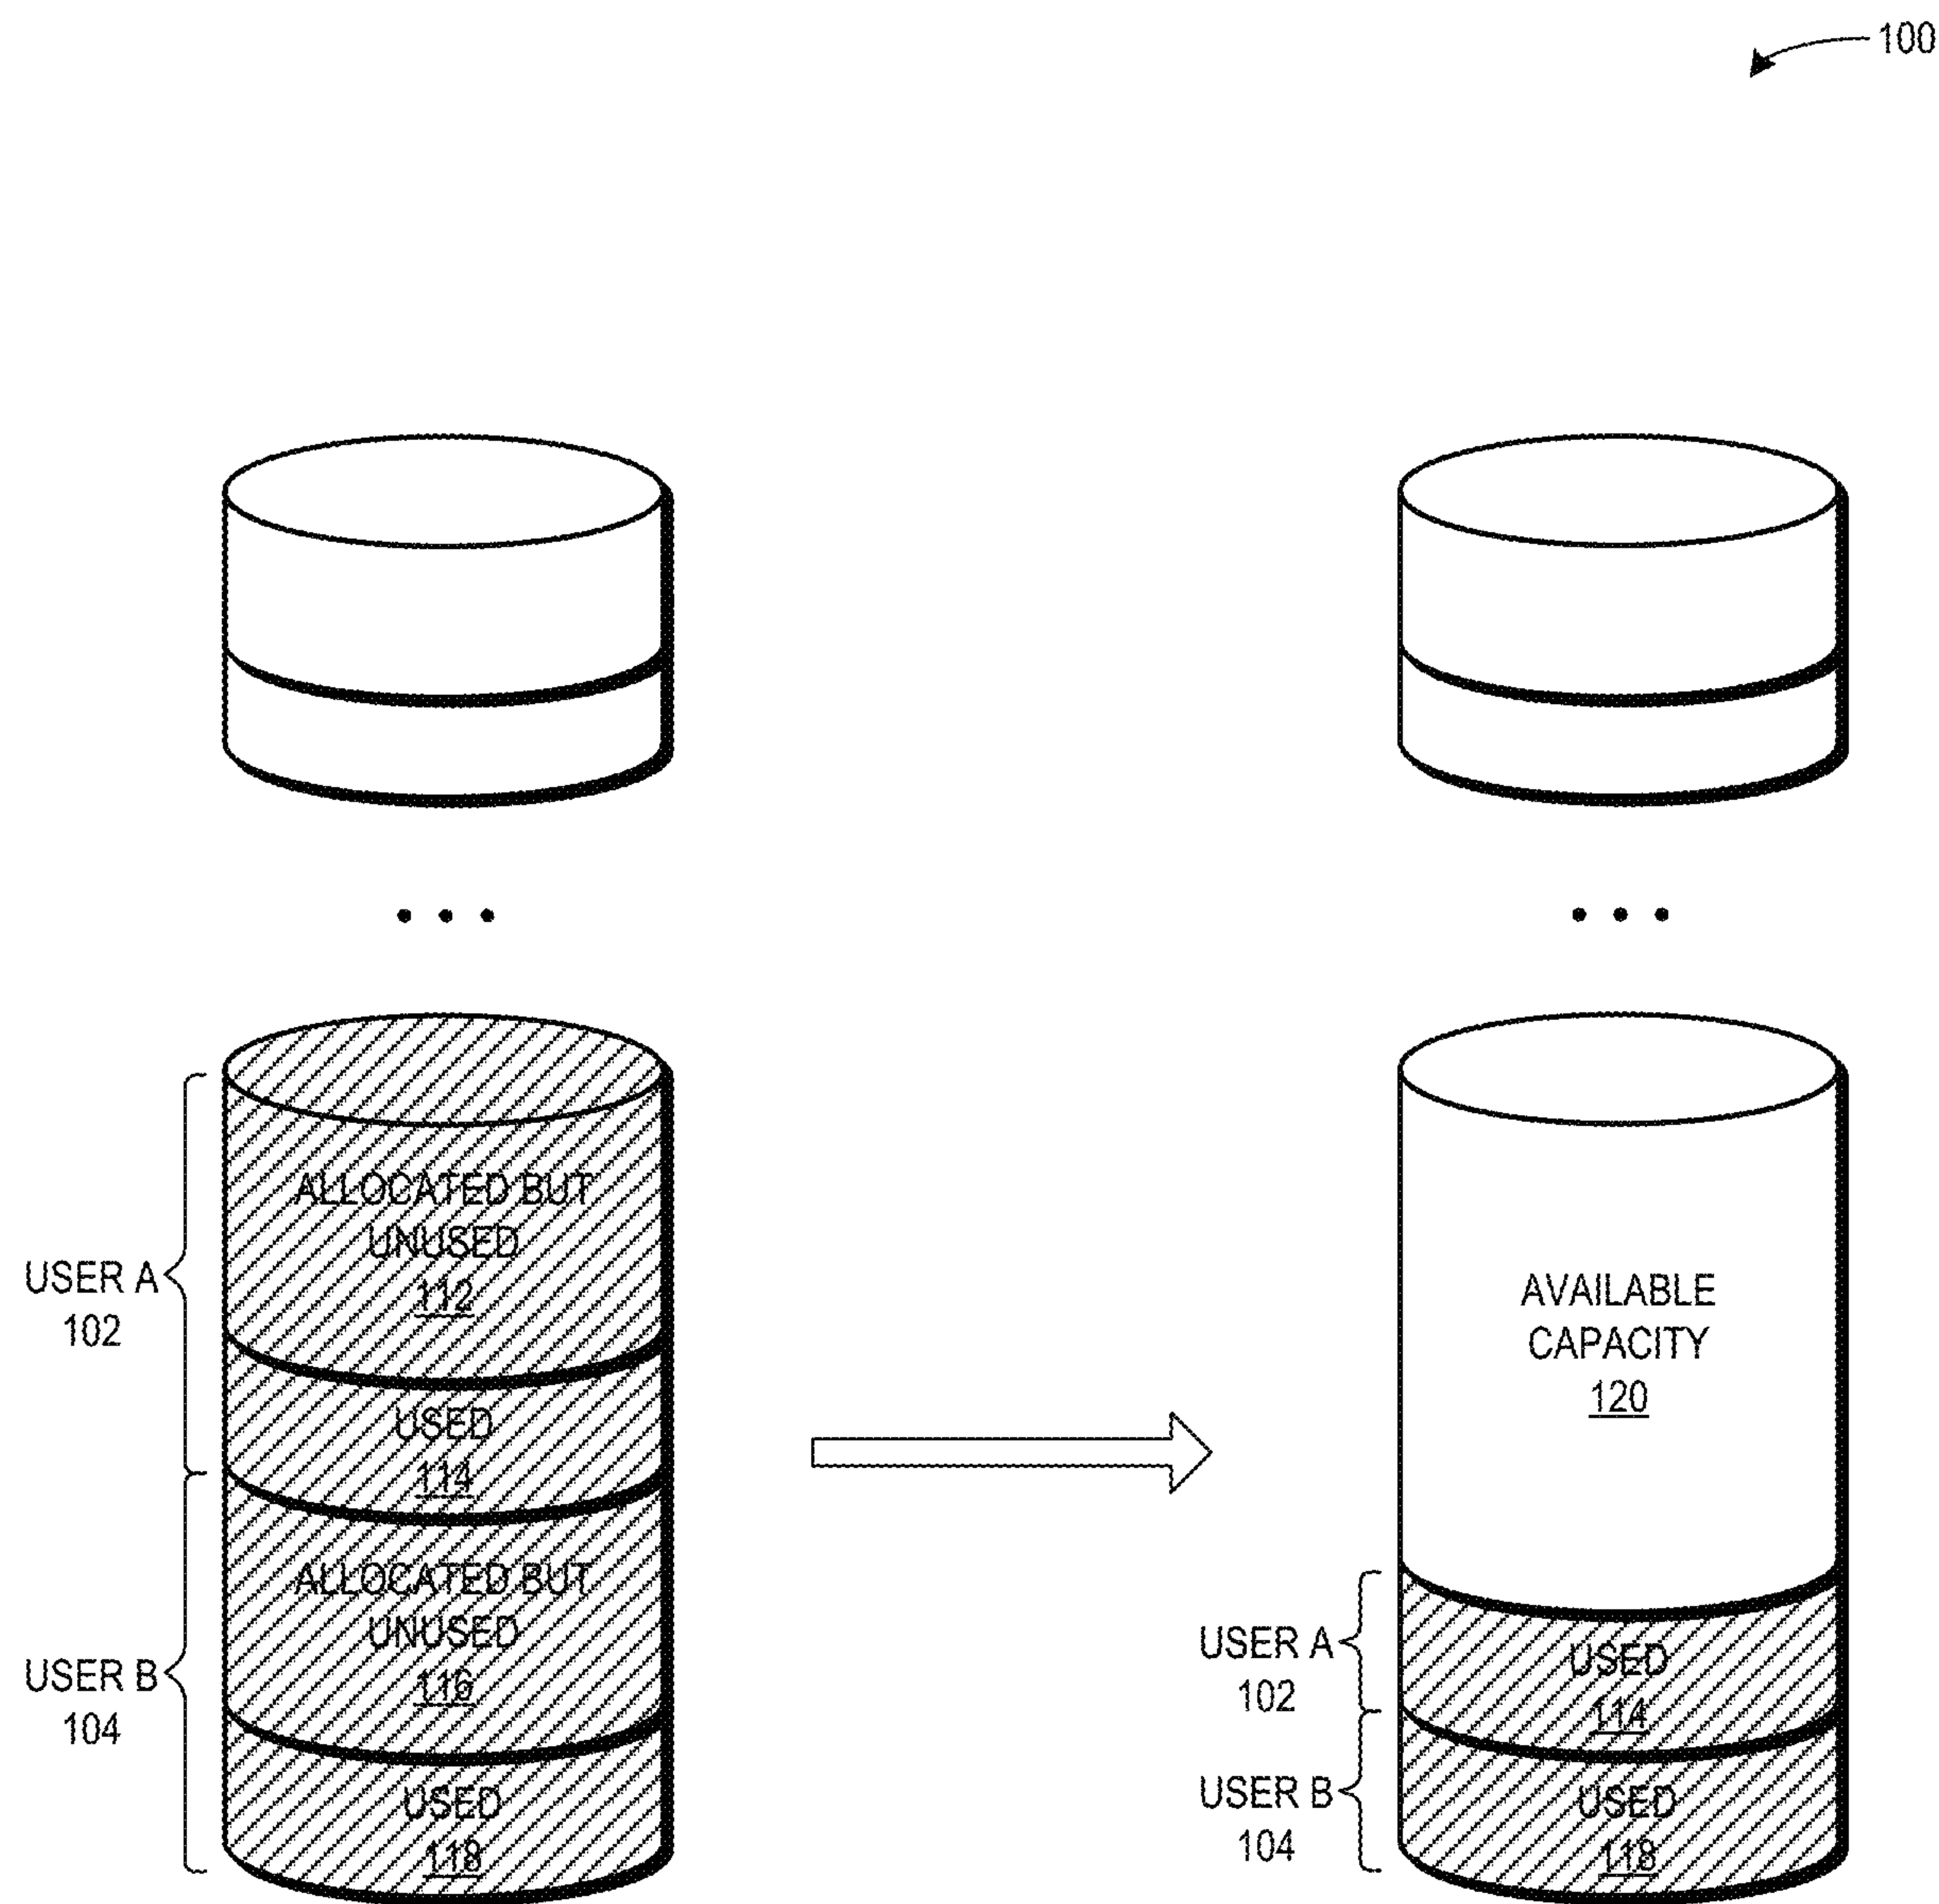 100
ALLOCATED BUT
UNUSED
112
USER A
102
USED
114
ALLOCATED BUT
UNUSED
116
USER B
104
USED
118
AVAILABLE
CAPACITY
120
USER A
102
USED
114
USER B
104
USED
118